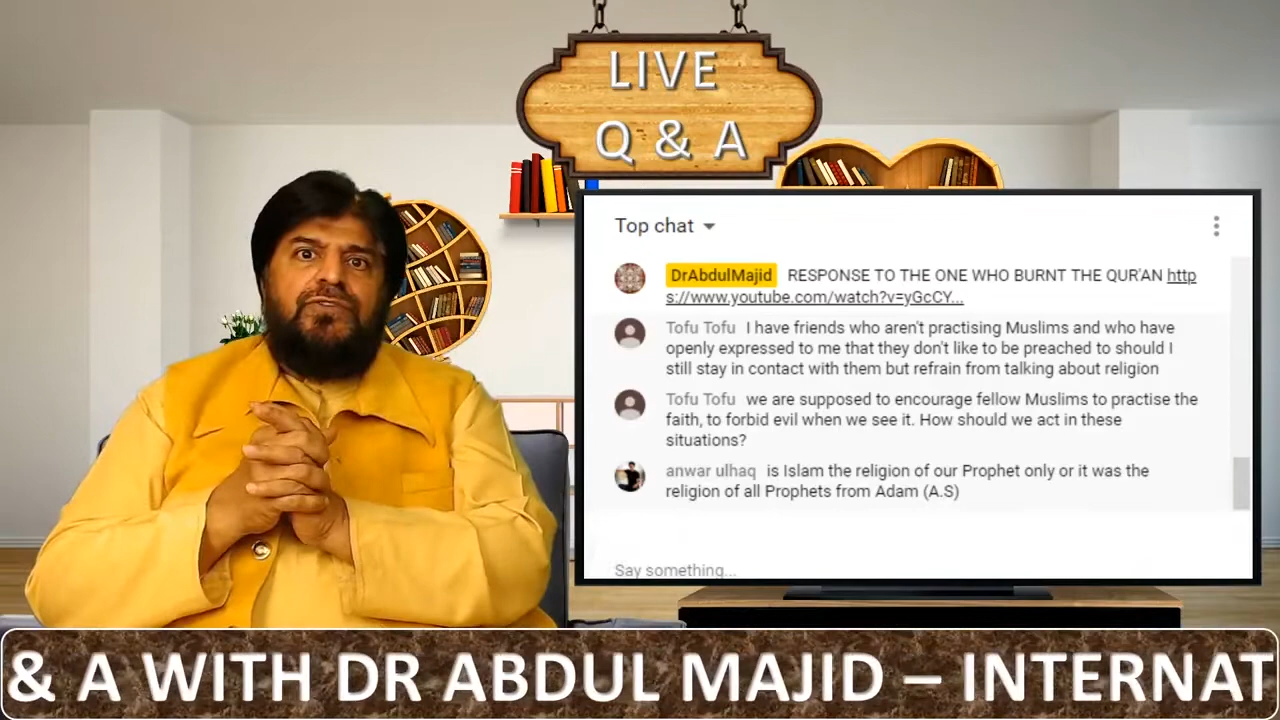 LIVE
Q & A
Top chat
DrAbdulMajid RESPONSE TO THE ONE WHO BURNT THE QUR'AN http
s://www.youtube.com/watch?v=yGcCY...
Tofu Tofu I have friends who aren't practising Muslims and who have
openly expressed to me that they don't like to be preached to should I
still stay in contact with them but refrain from talking about religion
Tofu Tofu we are supposed to encourage fellow Muslims to practise the
faith, to forbid evil when we see it. How should we act in these
situations?
anwar ulhaq is Islam the religion of our Prophet only or it was the
religion of all Prophets from Adam (A.S)
Say something...
& A WITH DR ABDUL MAJID – INTERNAT